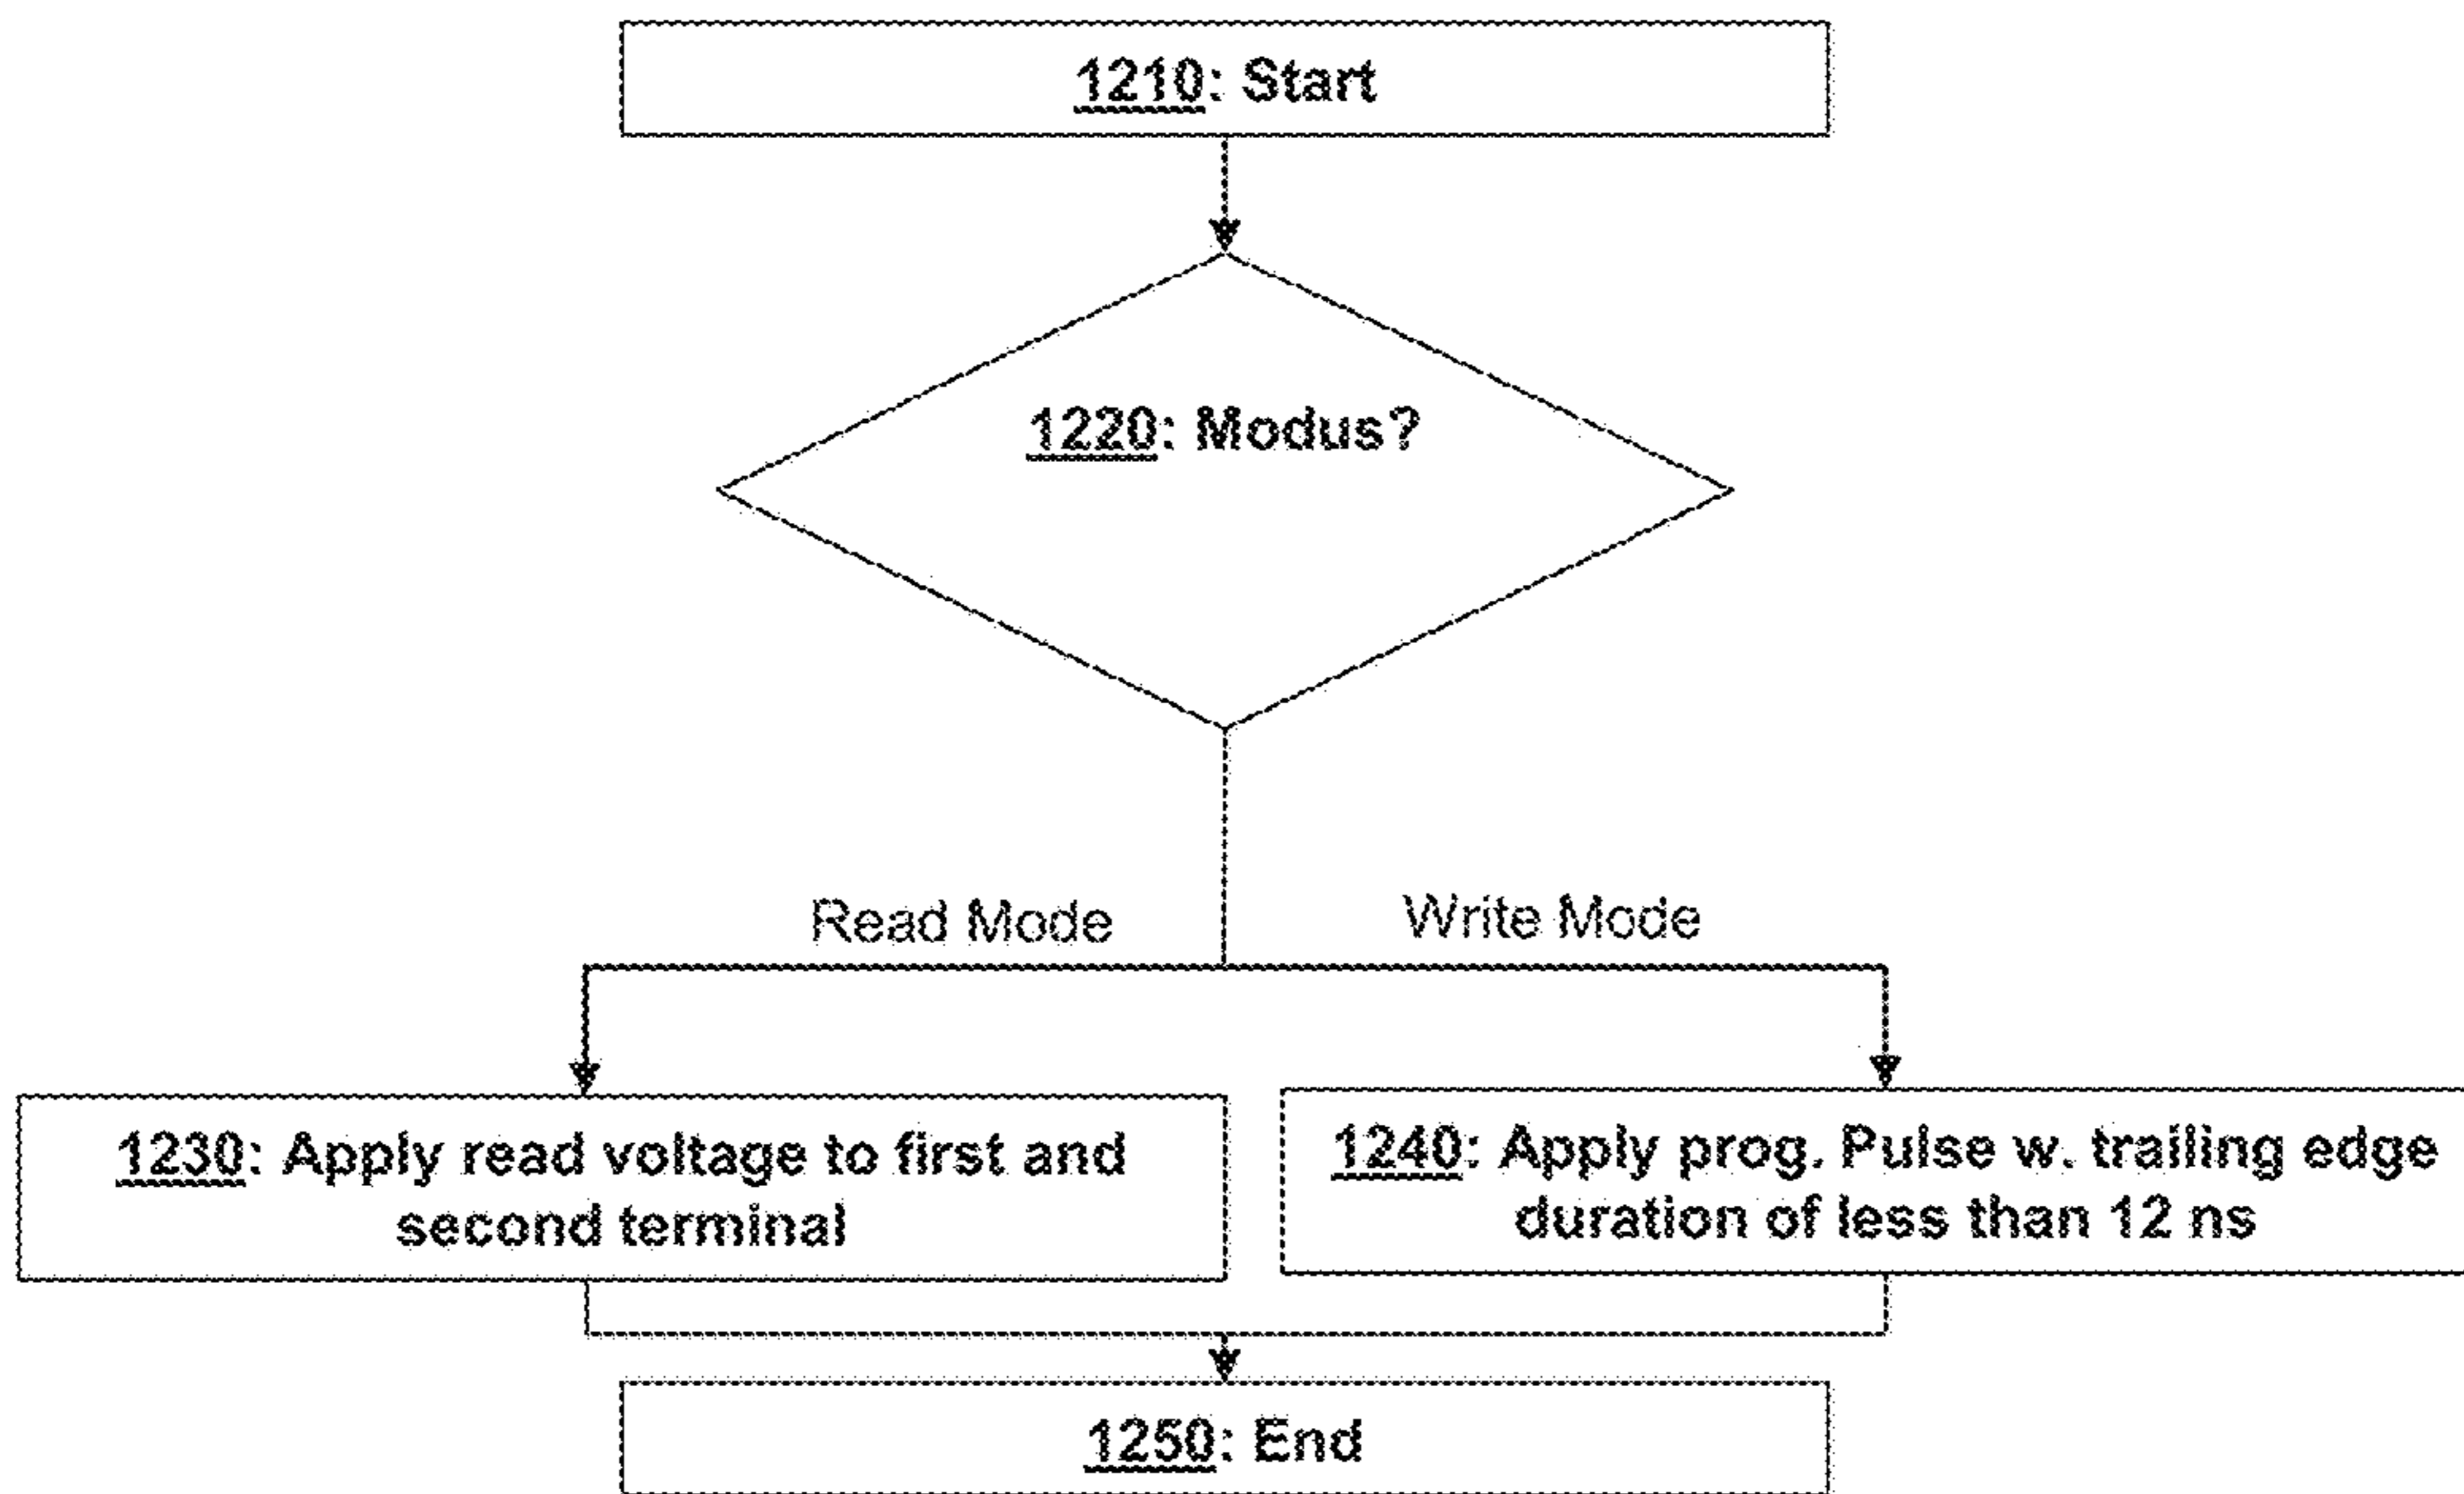 1210: Start
1220: Modus?
Read Mode
Write Mode
1230: Apply read voltage to first and
second terminal
1240: Apply prog. Pulse w. trailing edge
duration of less than 12 ns
1250: End